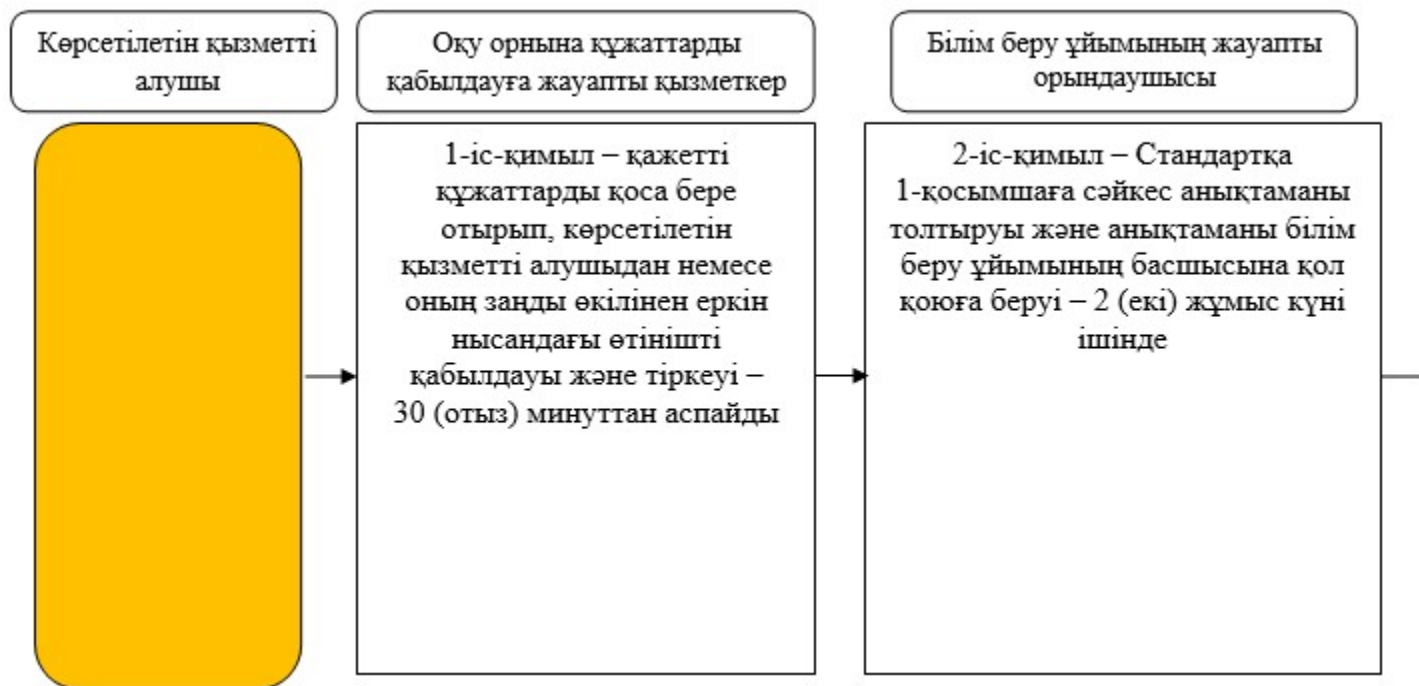 Көрсетілетін қызметті
алушы
Оқу орнына құжаттарды
қабылдауға жауапты қызметкер
Білім беру ұйымының жауапты
орындаушысы
1-іс-қимыл – қажетті
құжаттарды қоса бере
отырып, көрсетілетін
қызметті алушыдан немесе
оның заңды өкілінен еркін
нысандағы өтінішті
қабылдауы және тіркеуі –
30 (отыз) минуттан аспайды
2-іс-қимыл – Стандартқа
1-қосымшаға сәйкес анықтаманы
толтыруы және анықтаманы білім
беру ұйымының басшысына қол
қоюға беруі – 2 (екі) жұмыс күні
ішінде